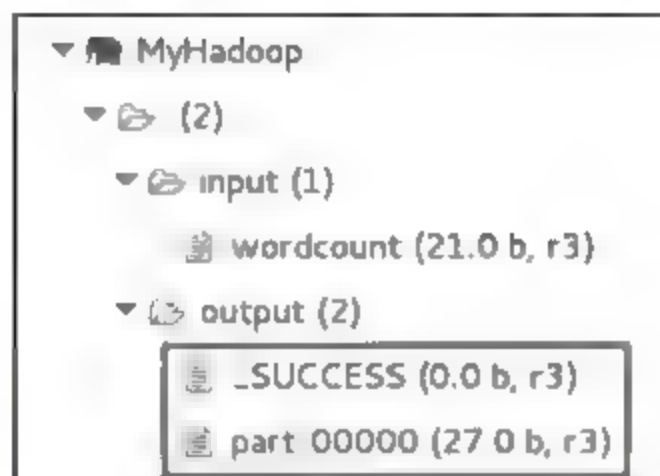 MyHadoop
(2)
input (1)
wordcount (21.0 b, r3)
output (2)
_SUCCESS (0.0 b, r3)
part 00000 (27 0 b, r3)